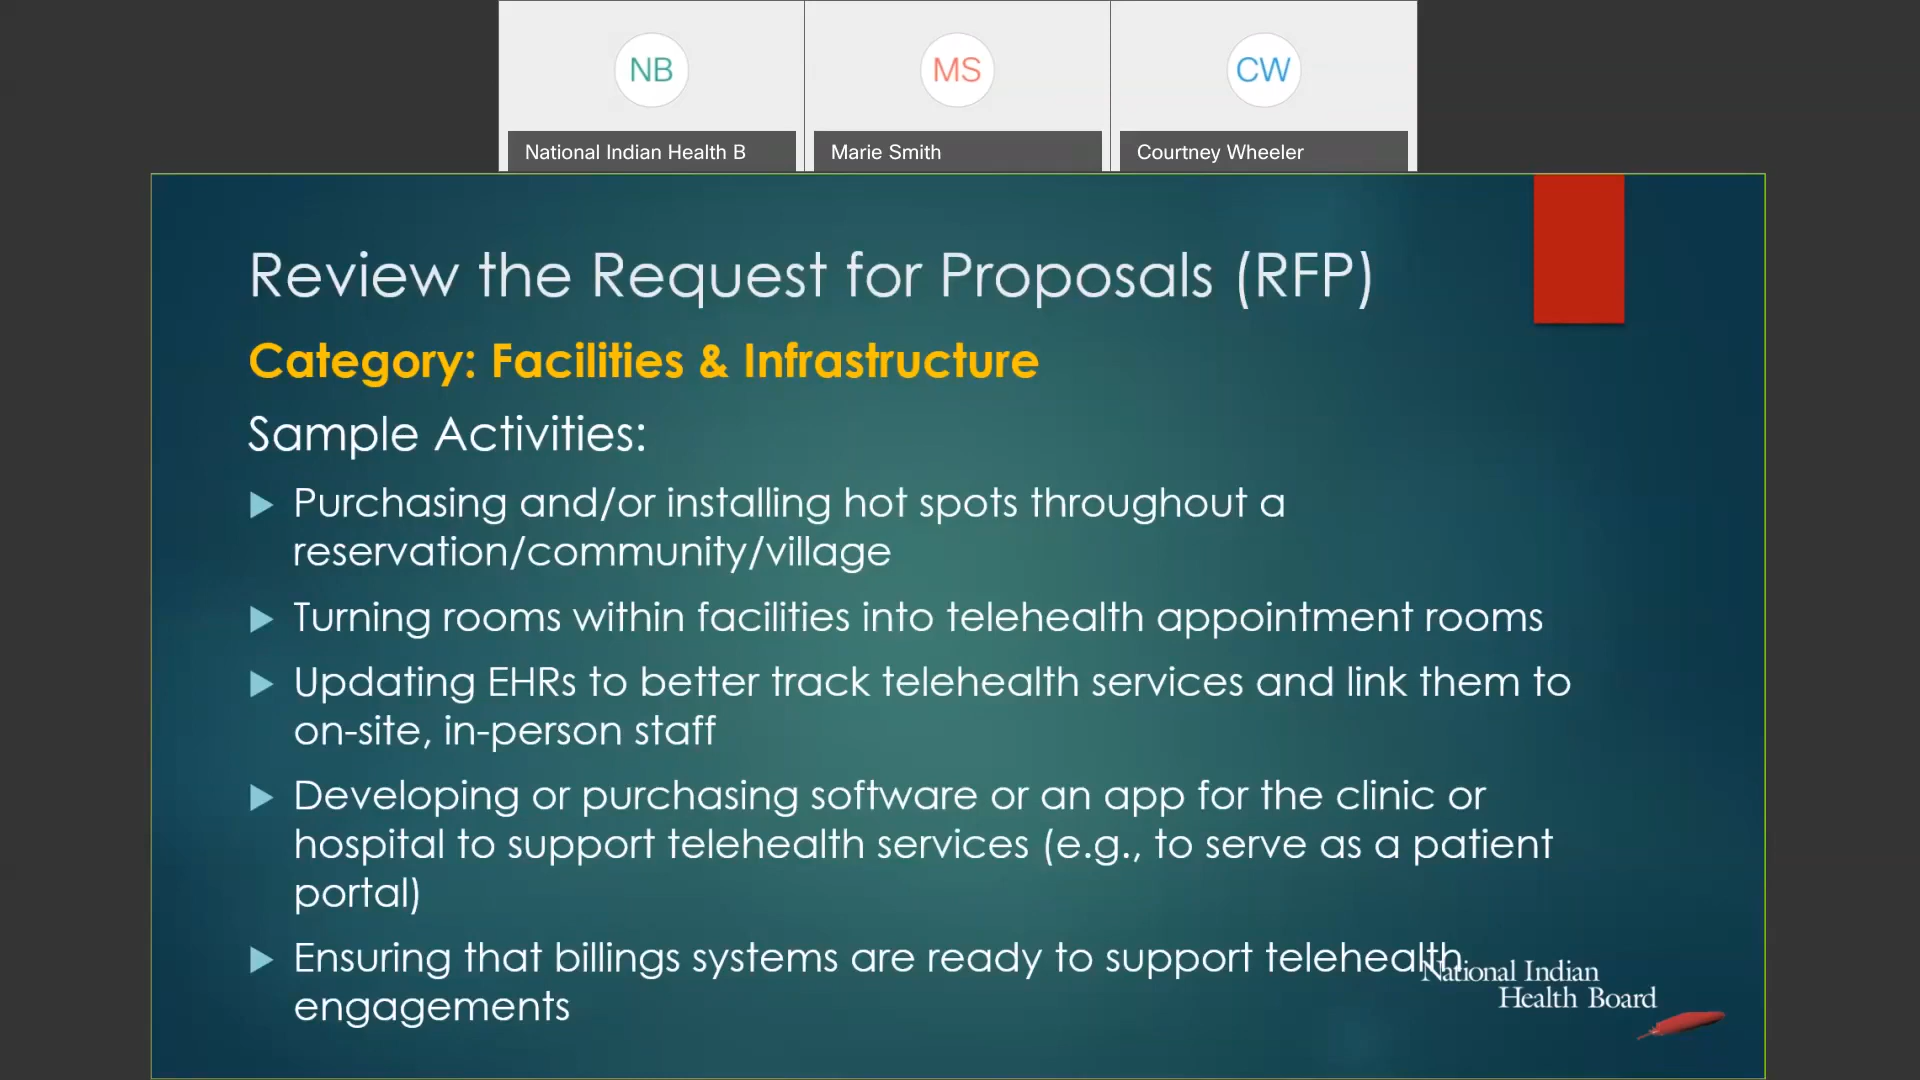 NB
MS
CW
National Indian Health B
Marie Smith
Courtney Wheeler
Review the Request for Proposals (RFP)
Category: Facilities & Infrastructure
Sample Activities:
Purchasing and/or installing hot spots throughout a
reservation/community/village
Turning rooms within facilities into telehealth appointment rooms
Updating EHRs to better track telehealth services and link them to
on-site, in-person staff
Developing or purchasing software or an app for the clinic or
hospital to support telehealth services (e.g., to serve as a patient
portal)
Ensuring that billings systems are ready to support telehealth
engagements
National Indian
Health Board